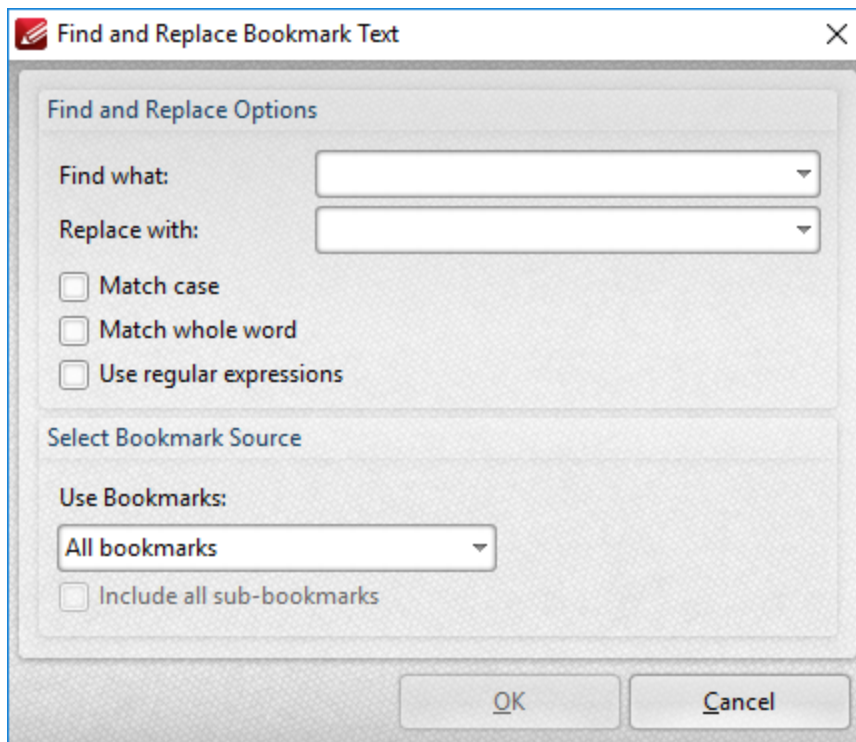 Find and Replace Bookmark Text
Find and Replace Options
Find what:
Replace with:
Match case
Match whole word
Use regular expressions
Select Bookmark Source
Use Bookmarks:
All bookmarks
Include all sub-bookmarks
OK Cancel